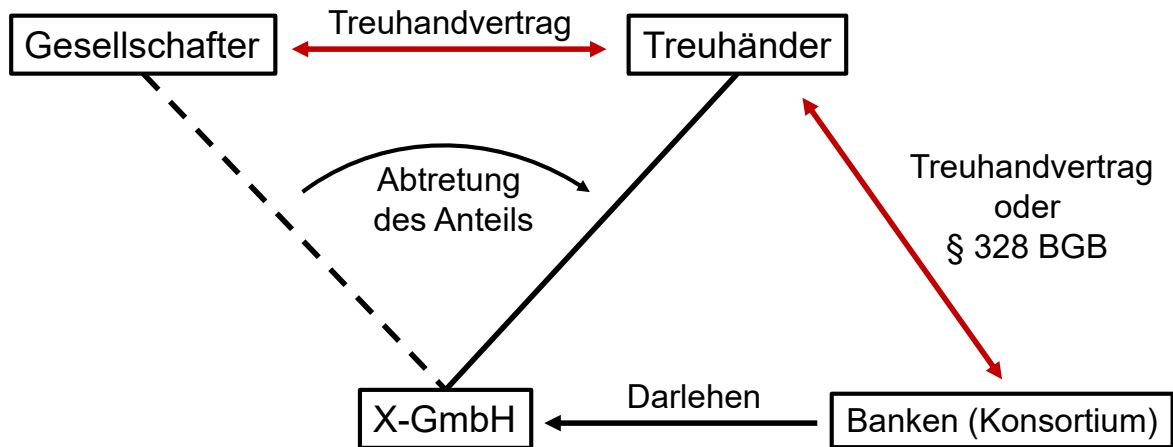 Treuhandvertrag
Gesellschafter
Treuhänder
Abtretung
des Anteils
Treuhandvertrag
oder
§ 328 BGB
Darlehen
X-GmbH
Banken (Konsortium)